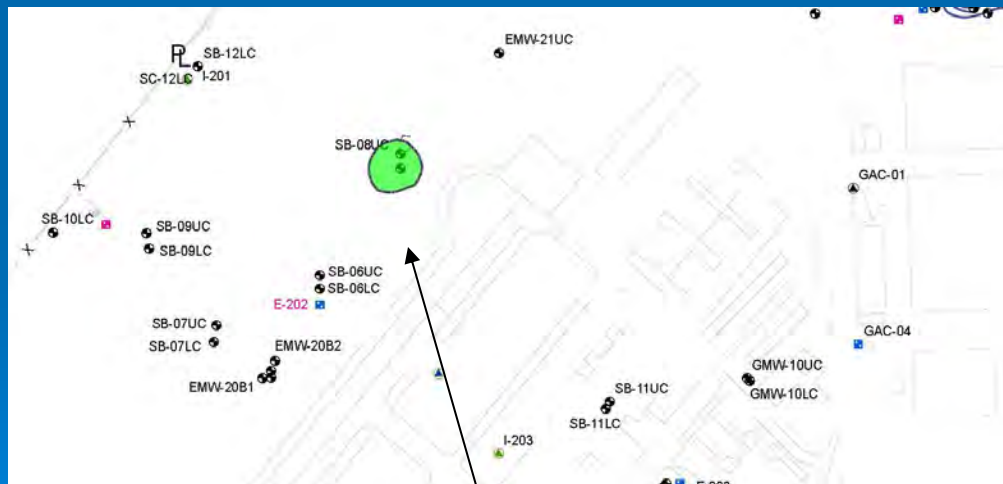 EMW-21UC
PL
SB-12LC
SC-12LC
I-201
SB-08UC
GAC-01
SB-10LC
SB-09UC
SB-09LC
SB-06UC
SB-06LC
E-202
SB-07UC
SB-07LC
EMW-20B2
EMW-20B1
GAC-04
GMW-10UC
GMW-10LC
SB-11UC
SB-11LC
I-203